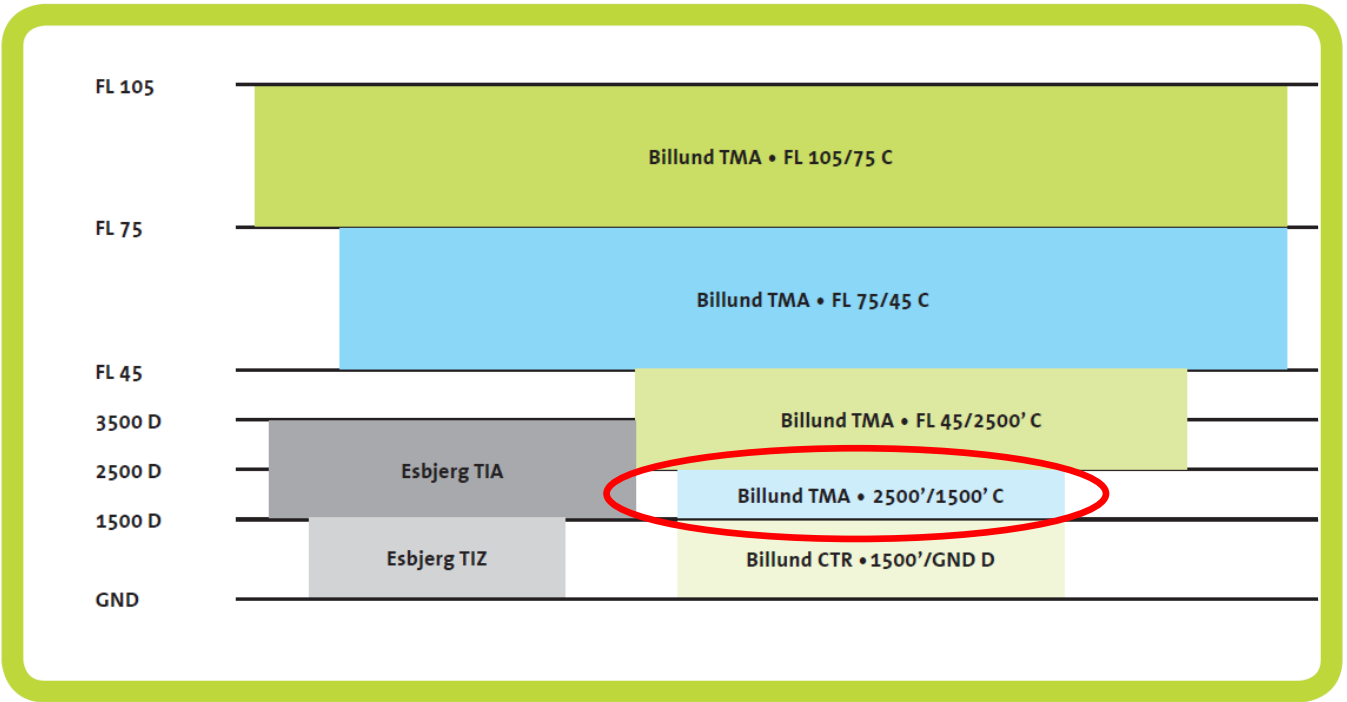 FL 105
Billund TMA • FL 105/75 C
FL 75
Billund TMA • FL 75/45 C
FL 45
3500 D
Billund TMA • FL 45/2500’ C
2500 D
Esbjerg TIA
Billund TMA • 2500’/1500’ C
1500 D
Esbjerg TIZ
Billund CTR •1500’/GND D
GND